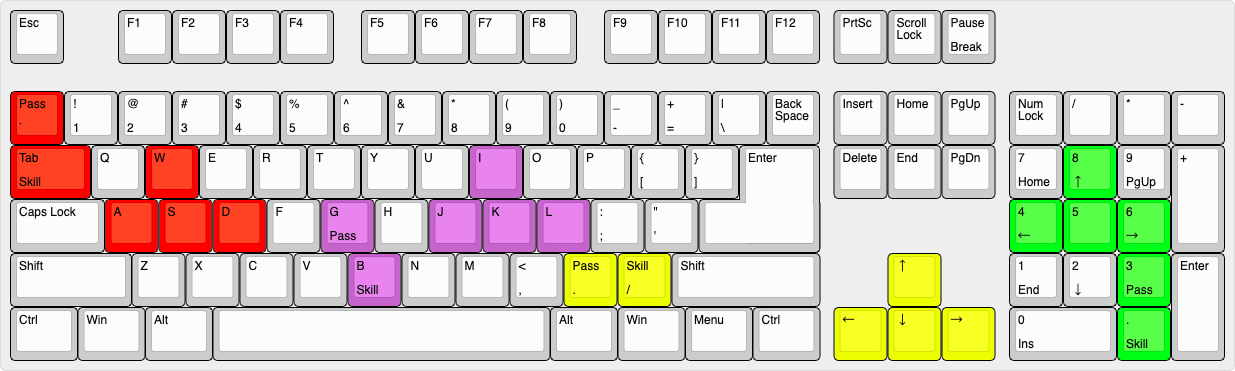 Esc F1 F2 F3 F4 F5 F6 F7 F8 F9 F10 F11 F12 PrtSc Scroll Pause
Lock
Break
Pass ! @ # $ % ^ & * ( ) _ + | Back Insert Home PgUp Num / * -
Space Lock
` 1 2 3 4 5 6 7 8 9 0 - = \
Tab Q W E R T Y U I O P { } Enter Delete End PgDn 7 8 9 +
Skill [ ] Home ↑ PgUp
Caps Lock A S D F G H J K L : " 4 5 6
Pass ; ' ← →
Shift Z X C V B N M < Pass Skill Shift ↑ 1 2 3 Enter
Skill , . / End ↓ Pass
Ctrl Win Alt Alt Win Menu Ctrl ← ↓ → 0 .
Ins Skill